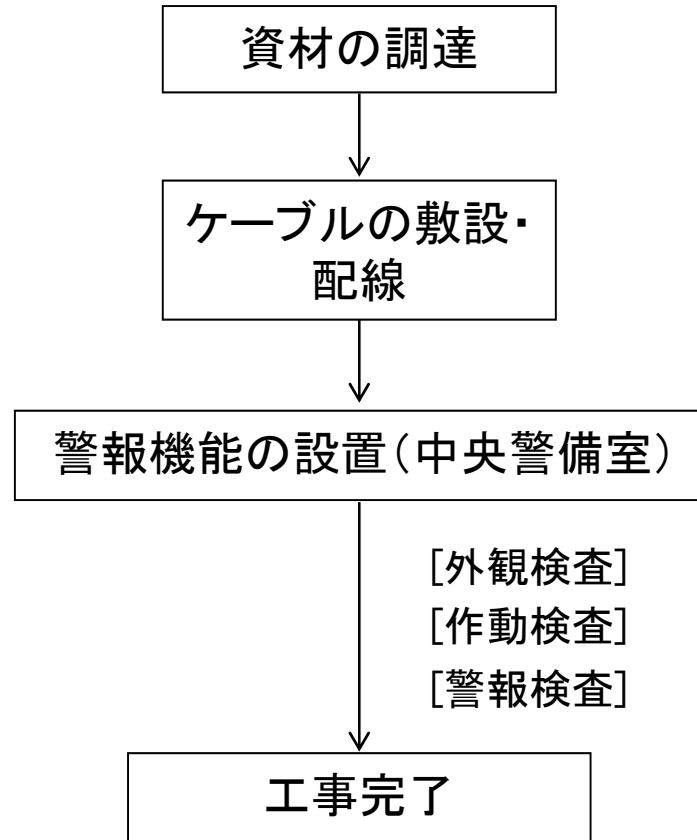 資材の調達
ケーブルの敷設・
配線
警報機能の設置（中央警備室）
[外観検査]
[作動検査]
[警報検査]
工事完了